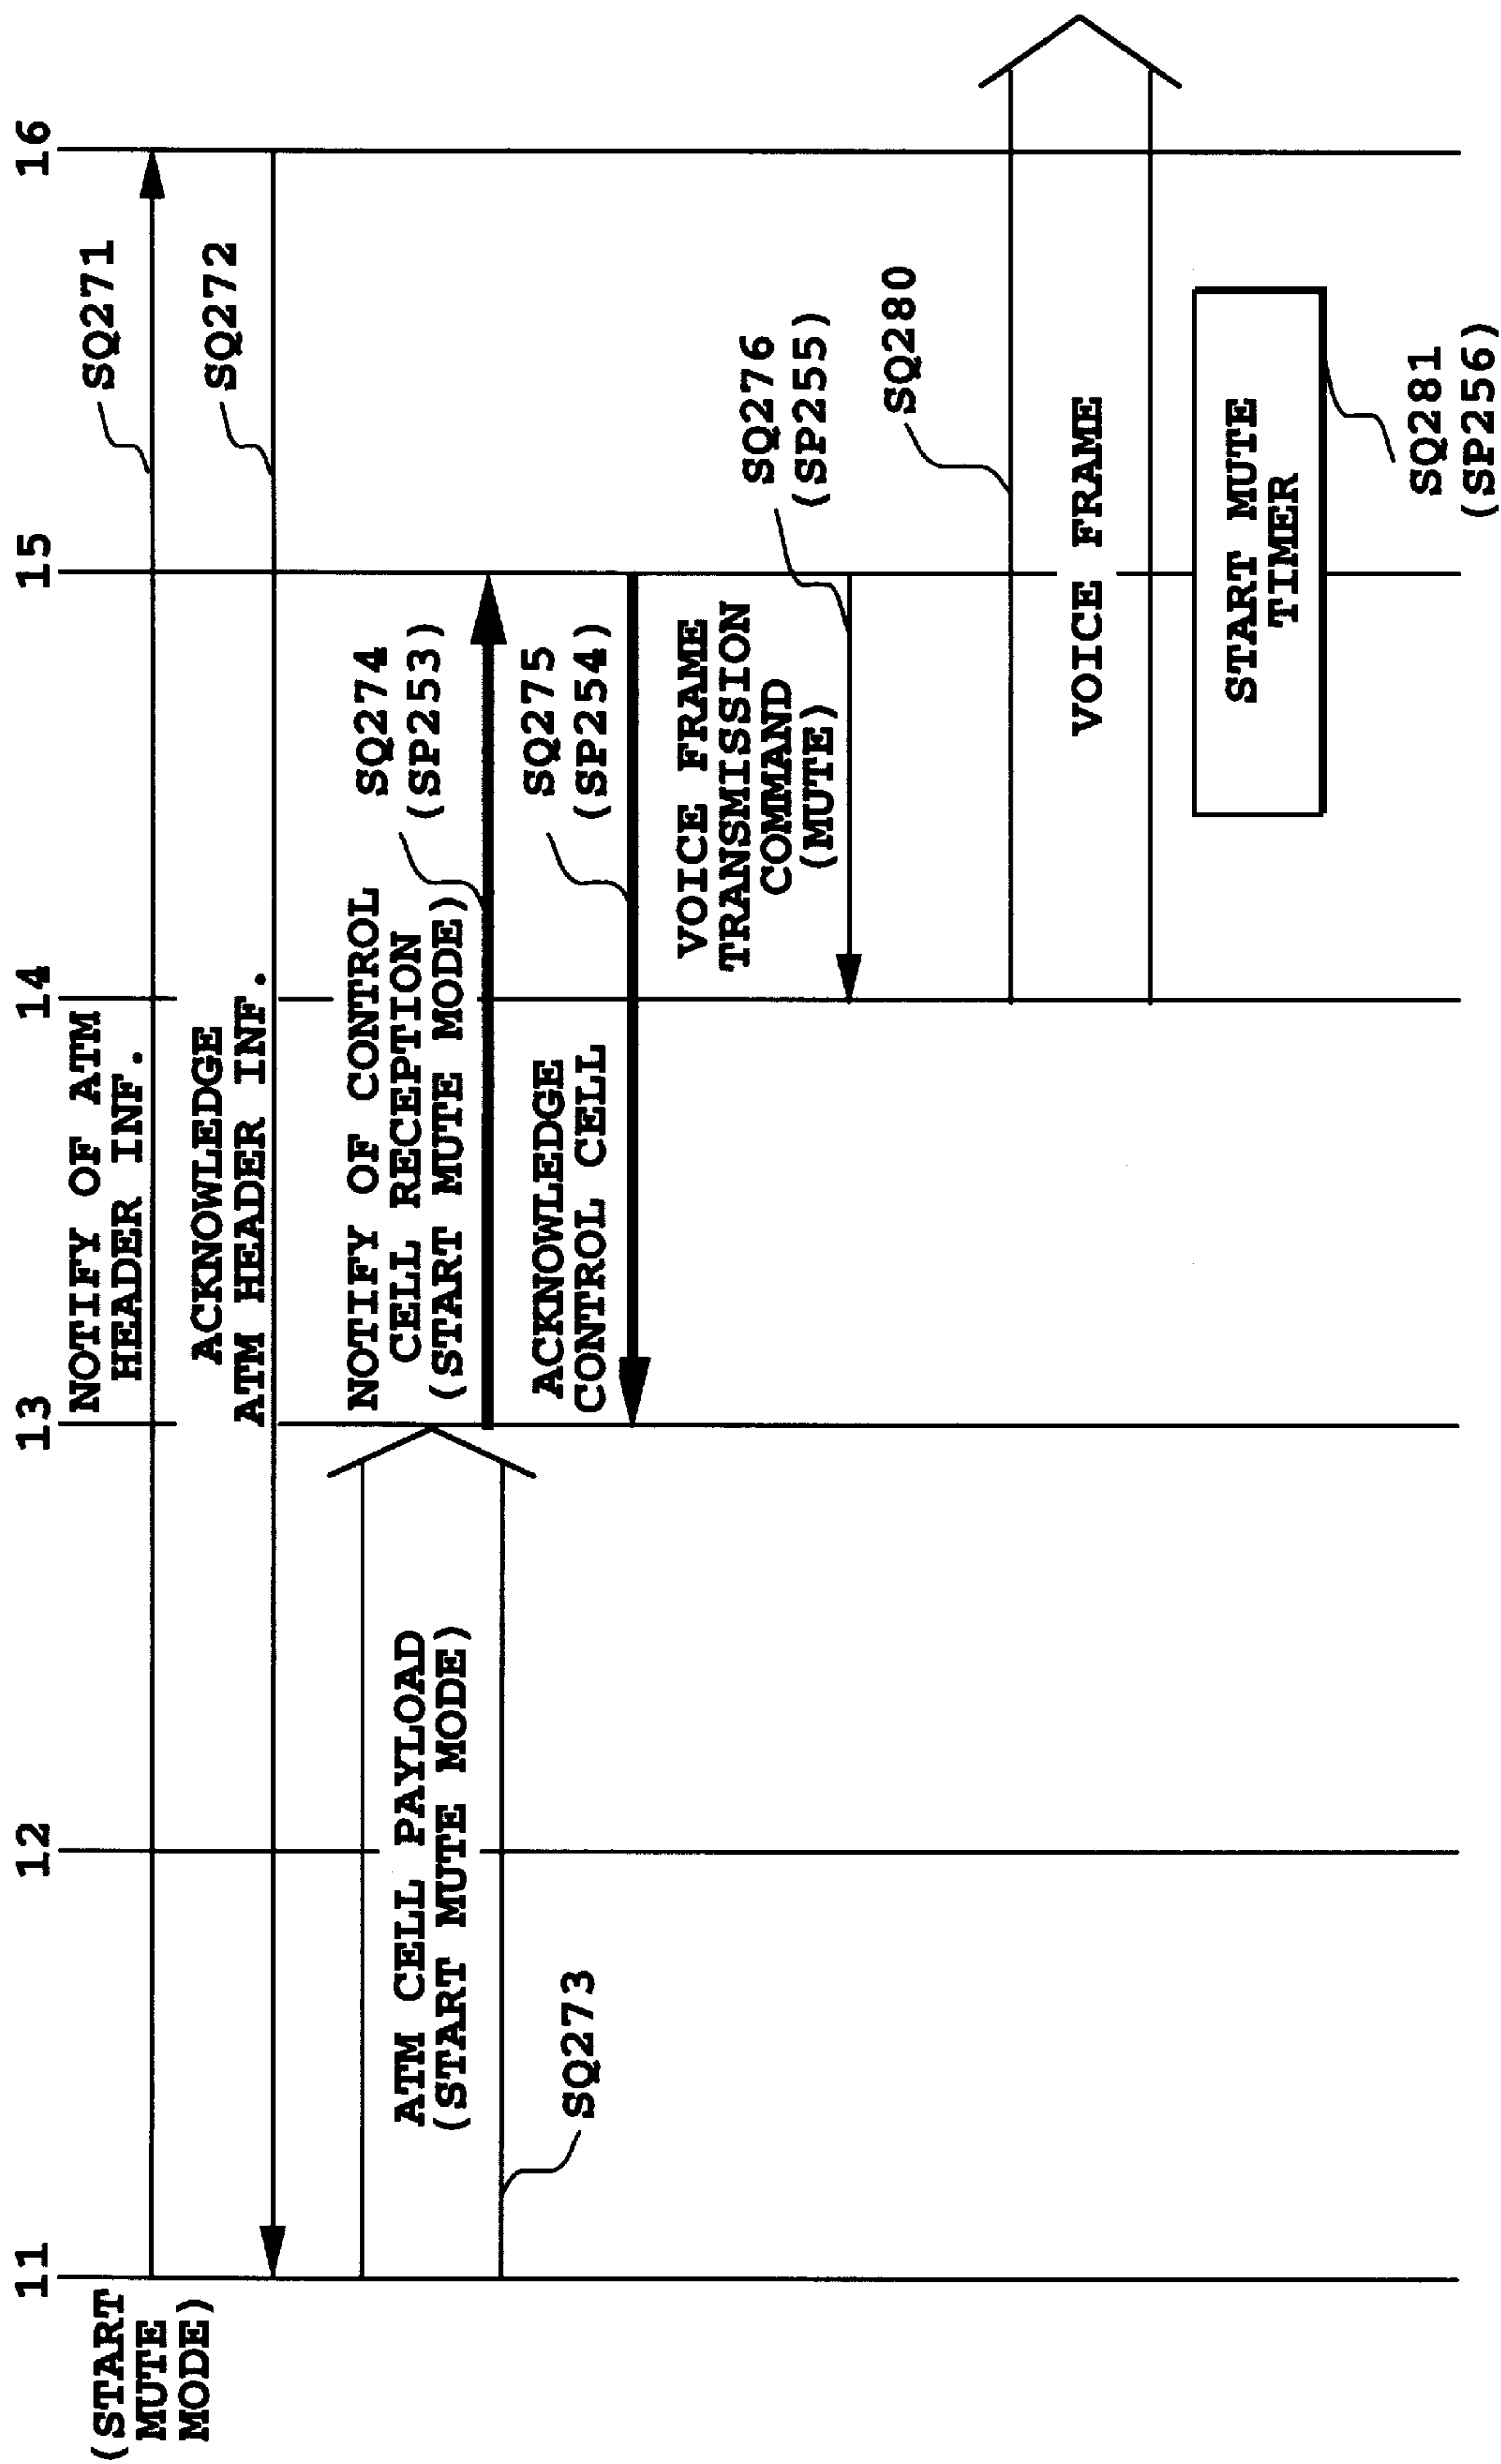 11
12
13
14
15
16
(START
MUTE
MODE)
NOTIFY OF ATM
HEADER INF.
SQ271
ACKNOWLEDGE
ATM HEADER INF.
SQ272
ATM CELL PAYLOAD
(START MUTE MODE)
SQ273
NOTIFY OF CONTROL
CELL RECEPTION
(START MUTE MODE)
SQ274
(SP253)
ACKNOWLEDGE
CONTROL CELL
SQ275
(SP254)
VOICE FRAME
TRANSMISSION
COMMAND
(MUTE)
SQ276
(SP255)
SQ280
VOICE FRAME
START MUTE
TIMER
SQ281
(SP256)